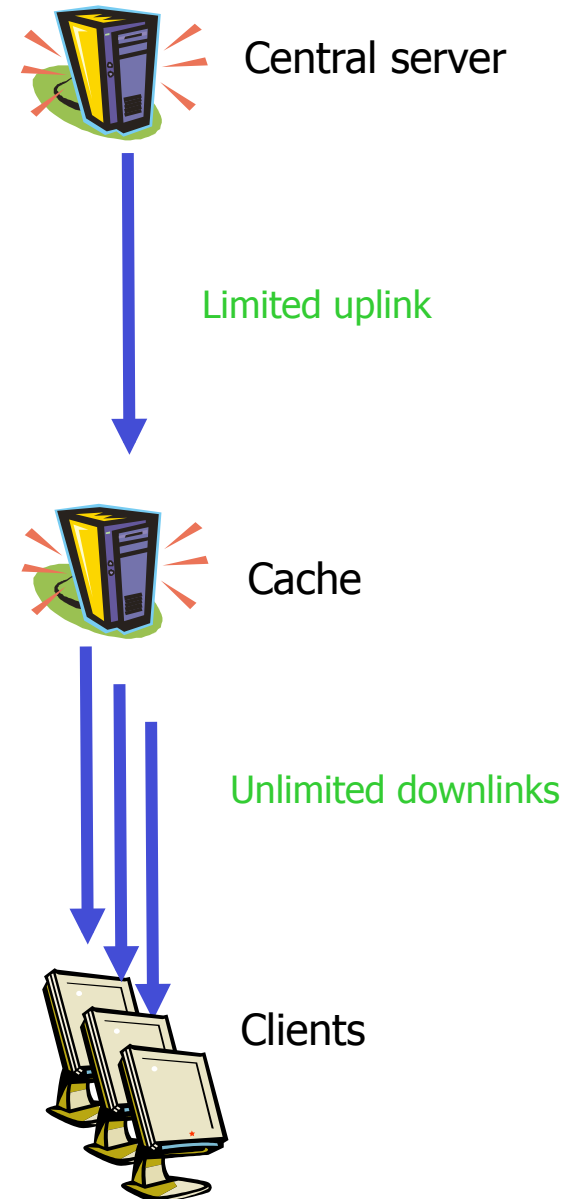 Central server
Limited uplink
Cache
Unlimited downlinks
Clients